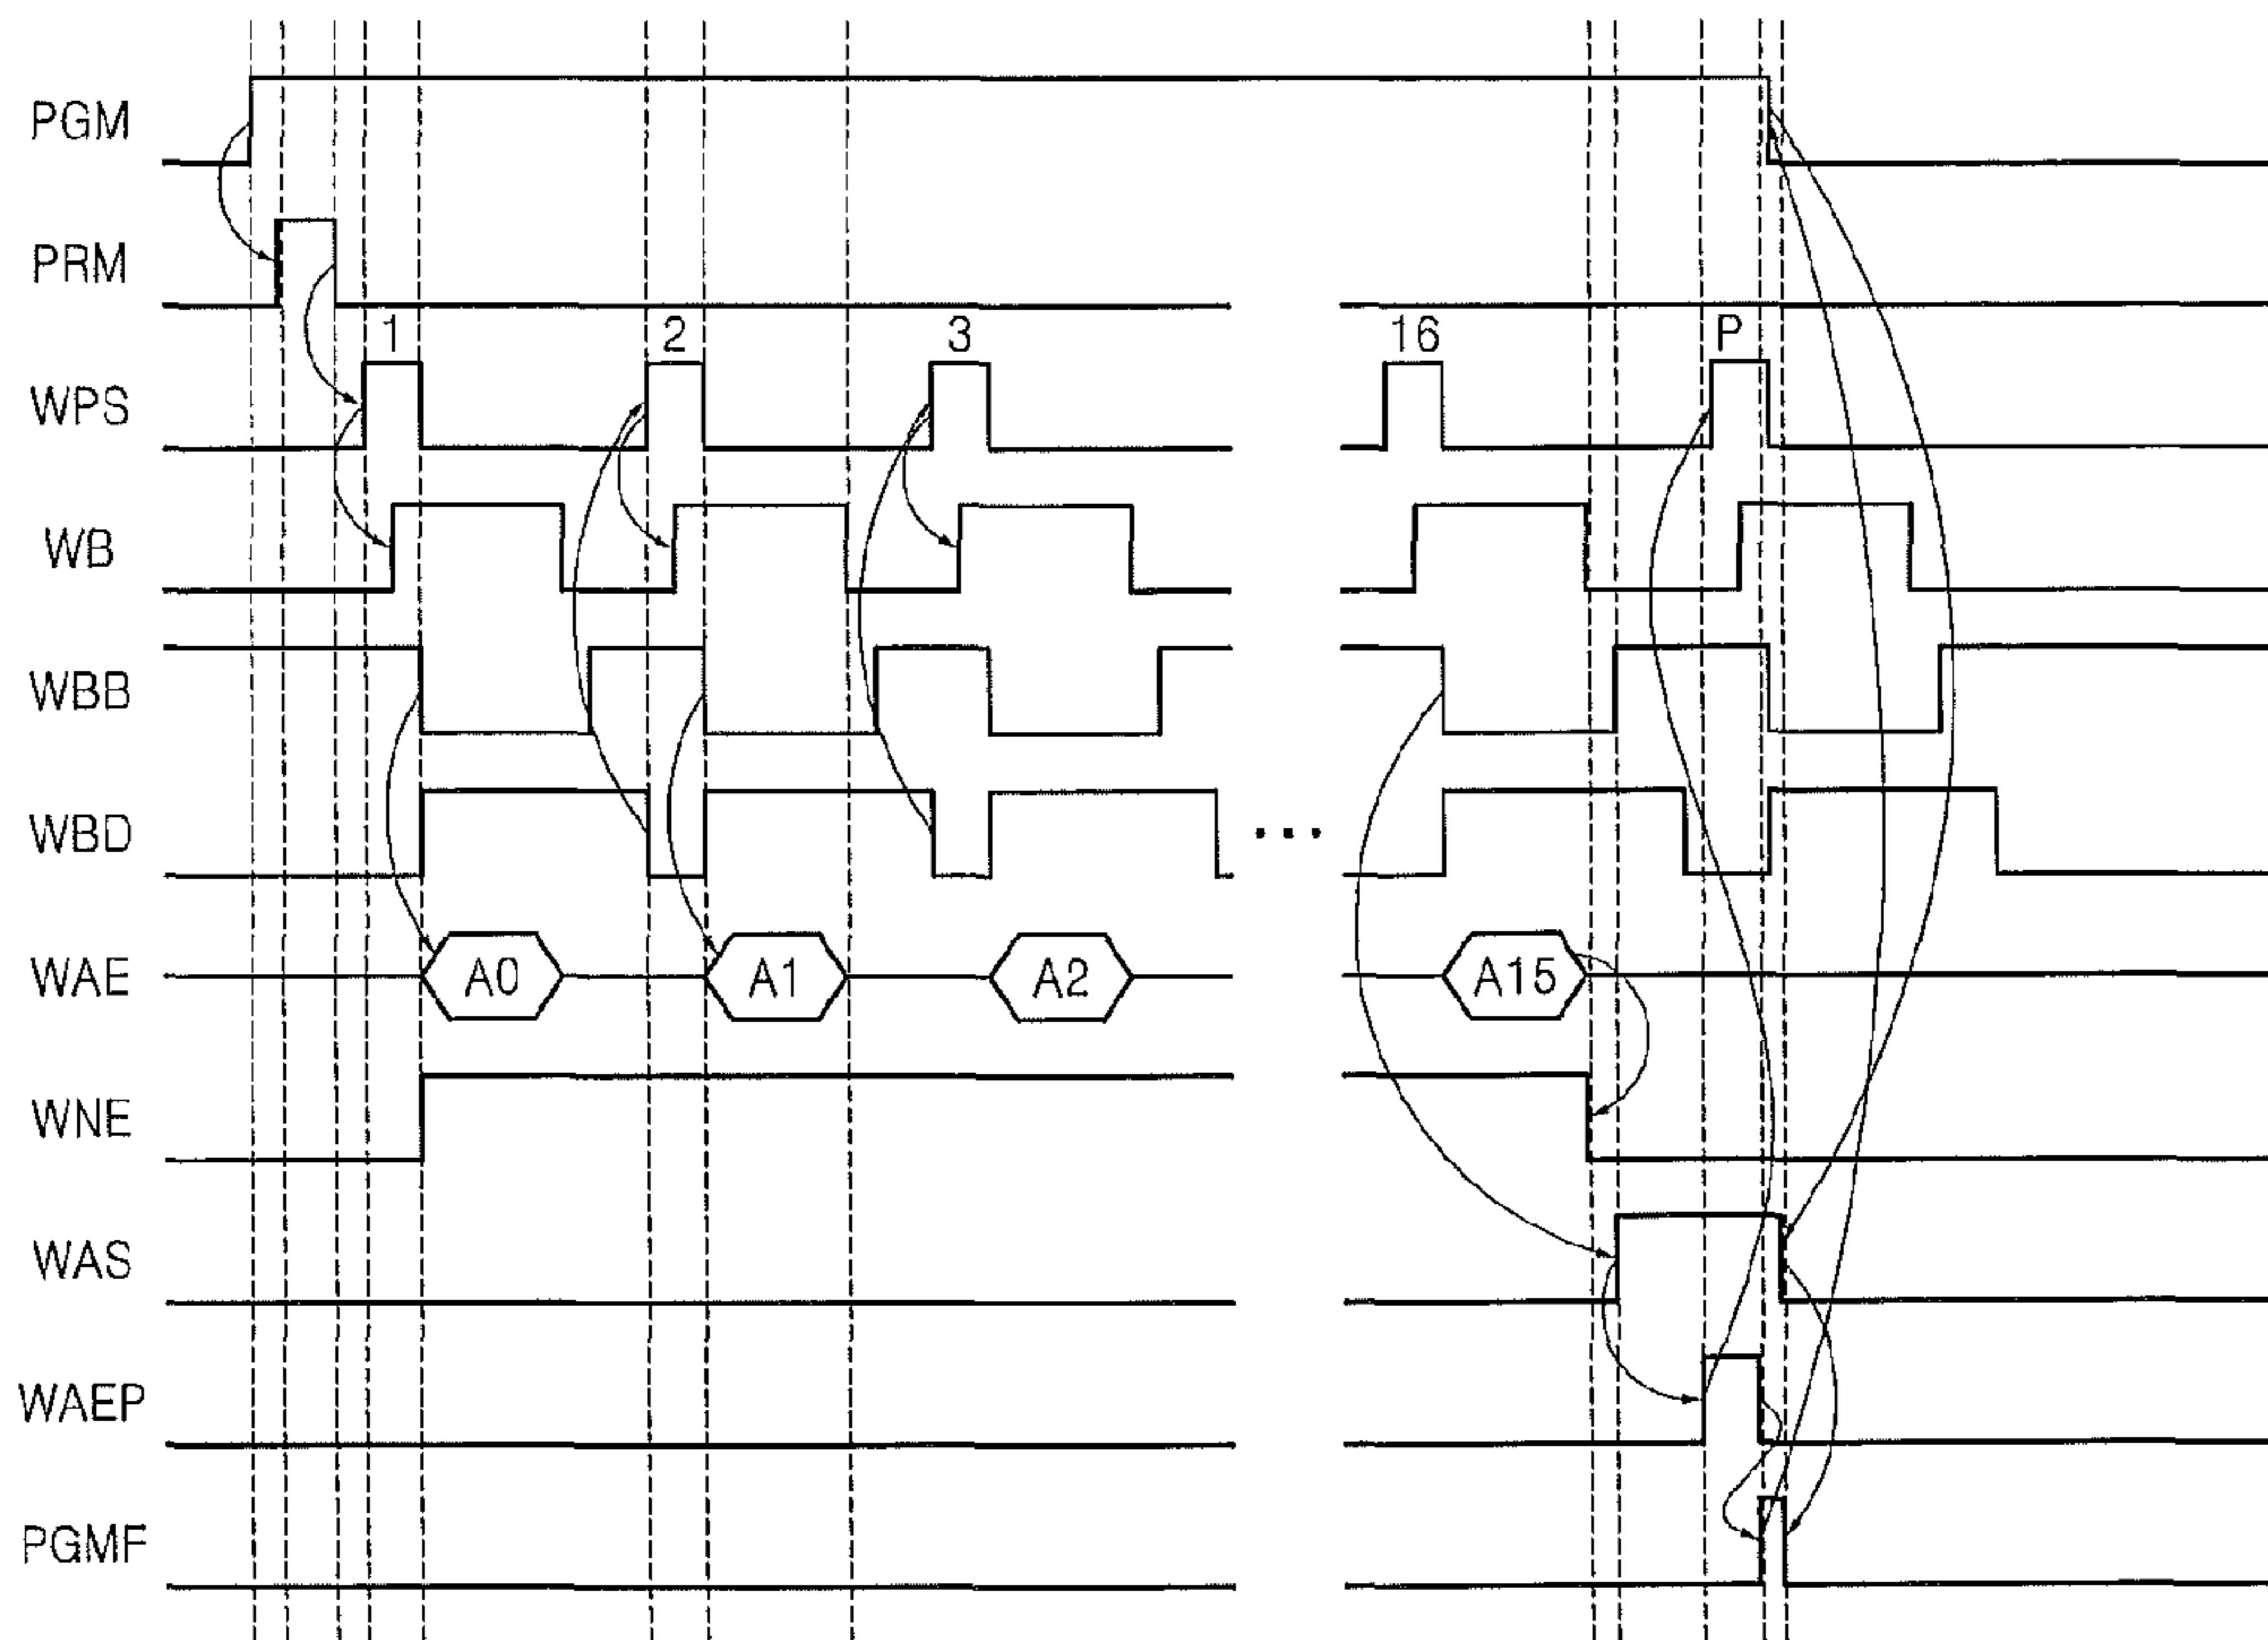 PGM
PRM
1 2 3 16 P
WPS
WB
WBB
WBD
...
WAE A0 A1 A2 A15
WNE
WAS
WAEP
PGMF